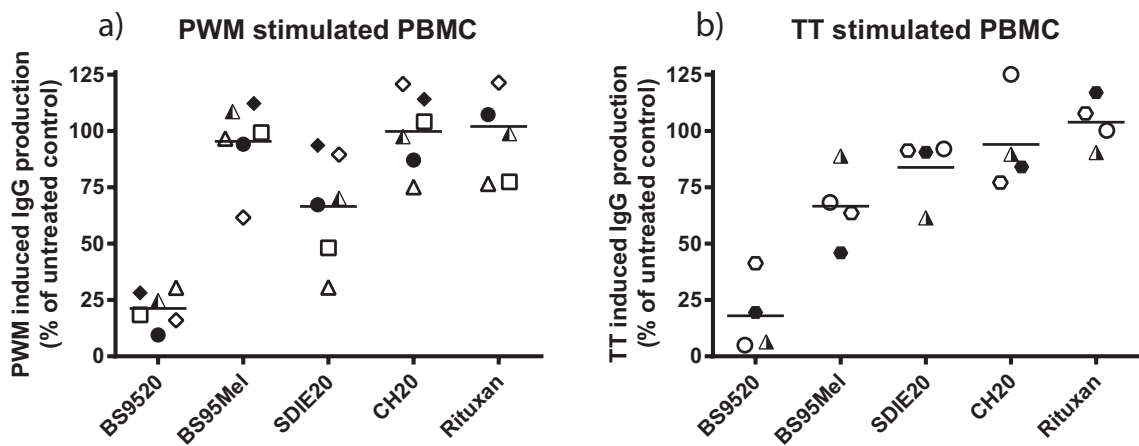 a) PWM stimulated PBMC
PWM induced IgG production
(% of untreated control)
125
100
75
50
25
0
BS9520
BS95Mel
SDIE20
CH20
Rituxan
b) TT stimulated PBMC
TT induced IgG production
(% of untreated control)
125
100
75
50
25
0
BS9520
BS95Mel
SDIE20
CH20
Rituxan